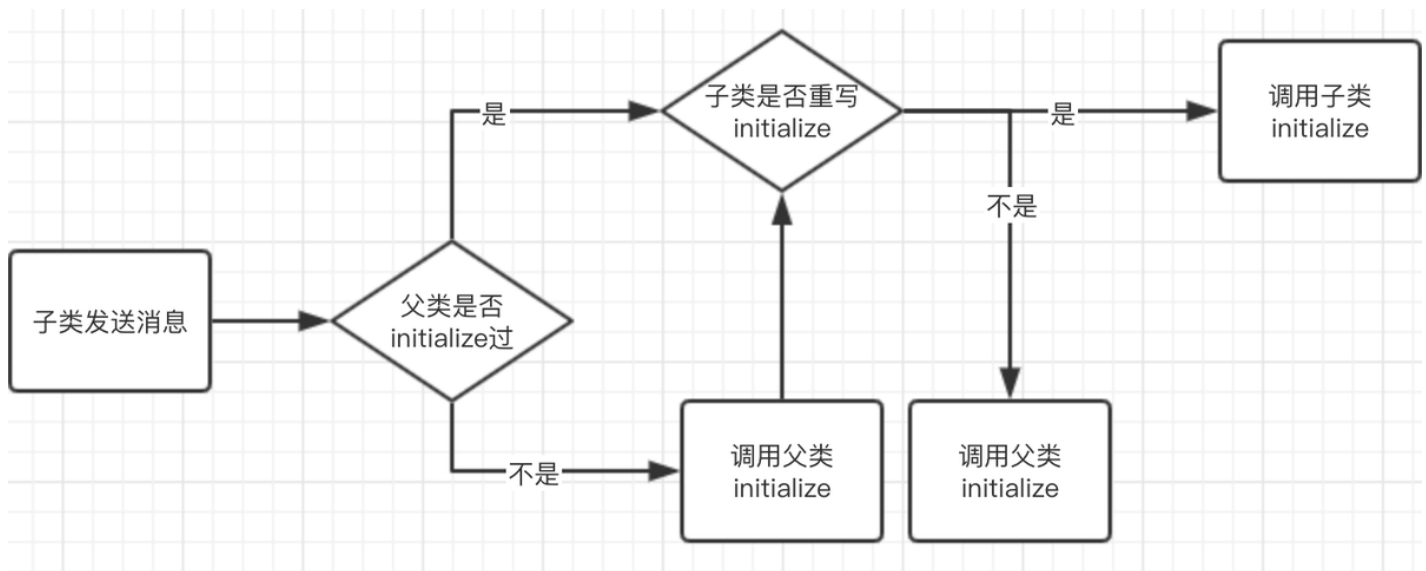 子类发送消息
父类是否
initialize过
是
不是
子类是否重写
initialize
调用父类
initialize
是
不是
调用子类
initialize
调用父类
initialize